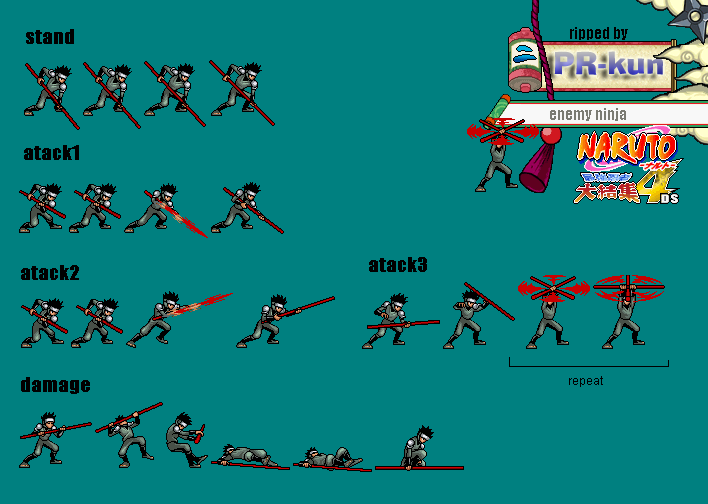 stand
ripped by
二
PR-kun
enemy ninja
atack1
NARUTO
ナルト
大結集4
DS
atack2
atack3
repeat
damage